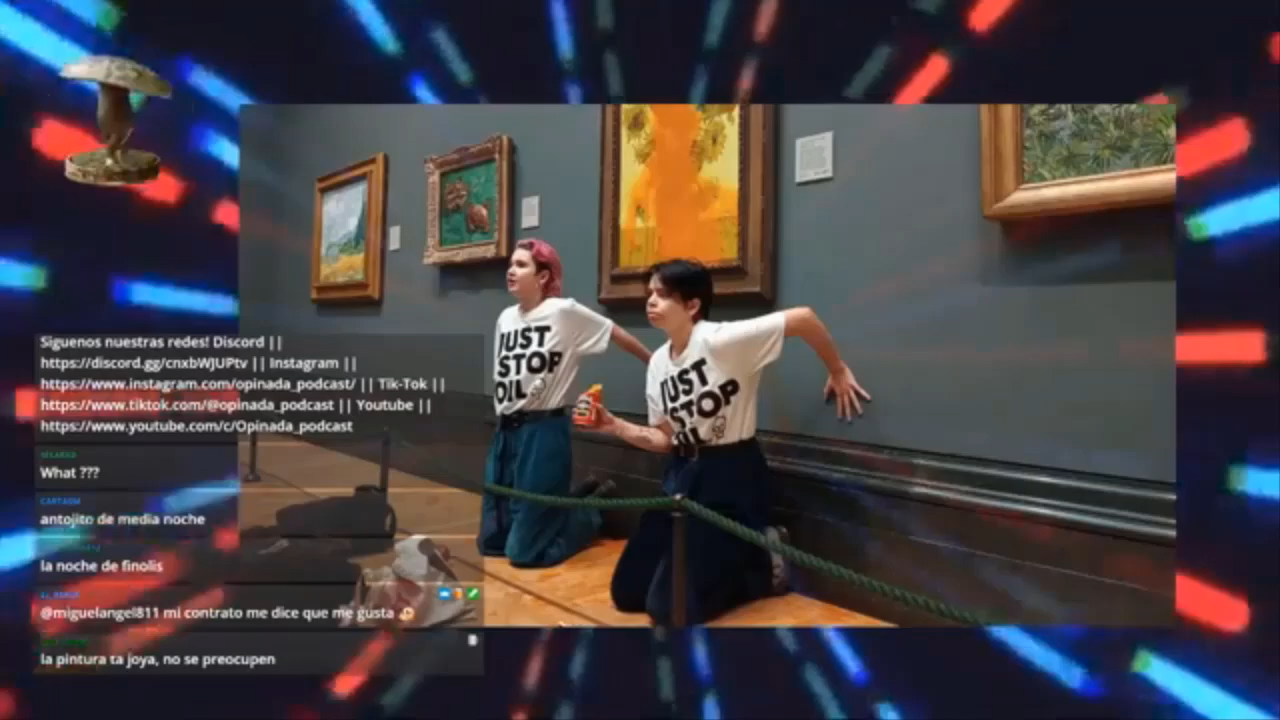 Siguenos nuestras redes! Discord ||
https://discord.gg/cnxbWJUPtv || Instagram ||
https://www.instagram.com/opinada_podcast/ || Tik-Tok ||
https://www.tiktok.com/@opinada_podcast || Youtube ||
https://www.youtube.com/c/Opinada_podcast
What ???
antojito de media noche
la noche de finolis
@miguelangel811 mi contrato me dice que me gusta
la pintura ta joya, no se preocupen
JUST
STOP
OIL
JUST
STOP
OIL